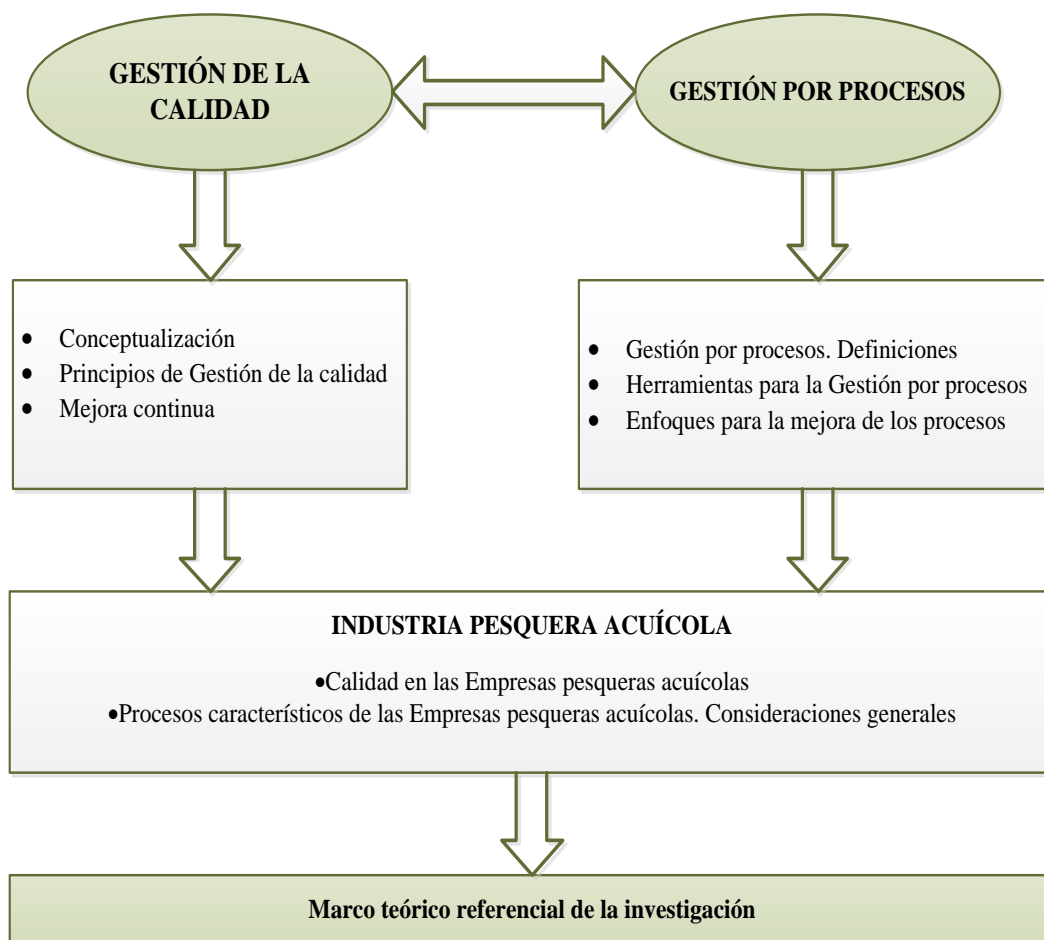 GESTIÓN DE LA
CALIDAD
GESTIÓN POR PROCESOS
• Conceptualización
• Principios de Gestión de la calidad
• Mejora continua
• Gestión por procesos. Definiciones
• Herramientas para la Gestión por procesos
• Enfoques para la mejora de los procesos
INDUSTRIA PESQUERA ACUÍCOLA
•Calidad en las Empresas pesqueras acuícolas
•Procesos característicos de las Empresas pesqueras acuícolas. Consideraciones generales
Marco teórico referencial de la investigación